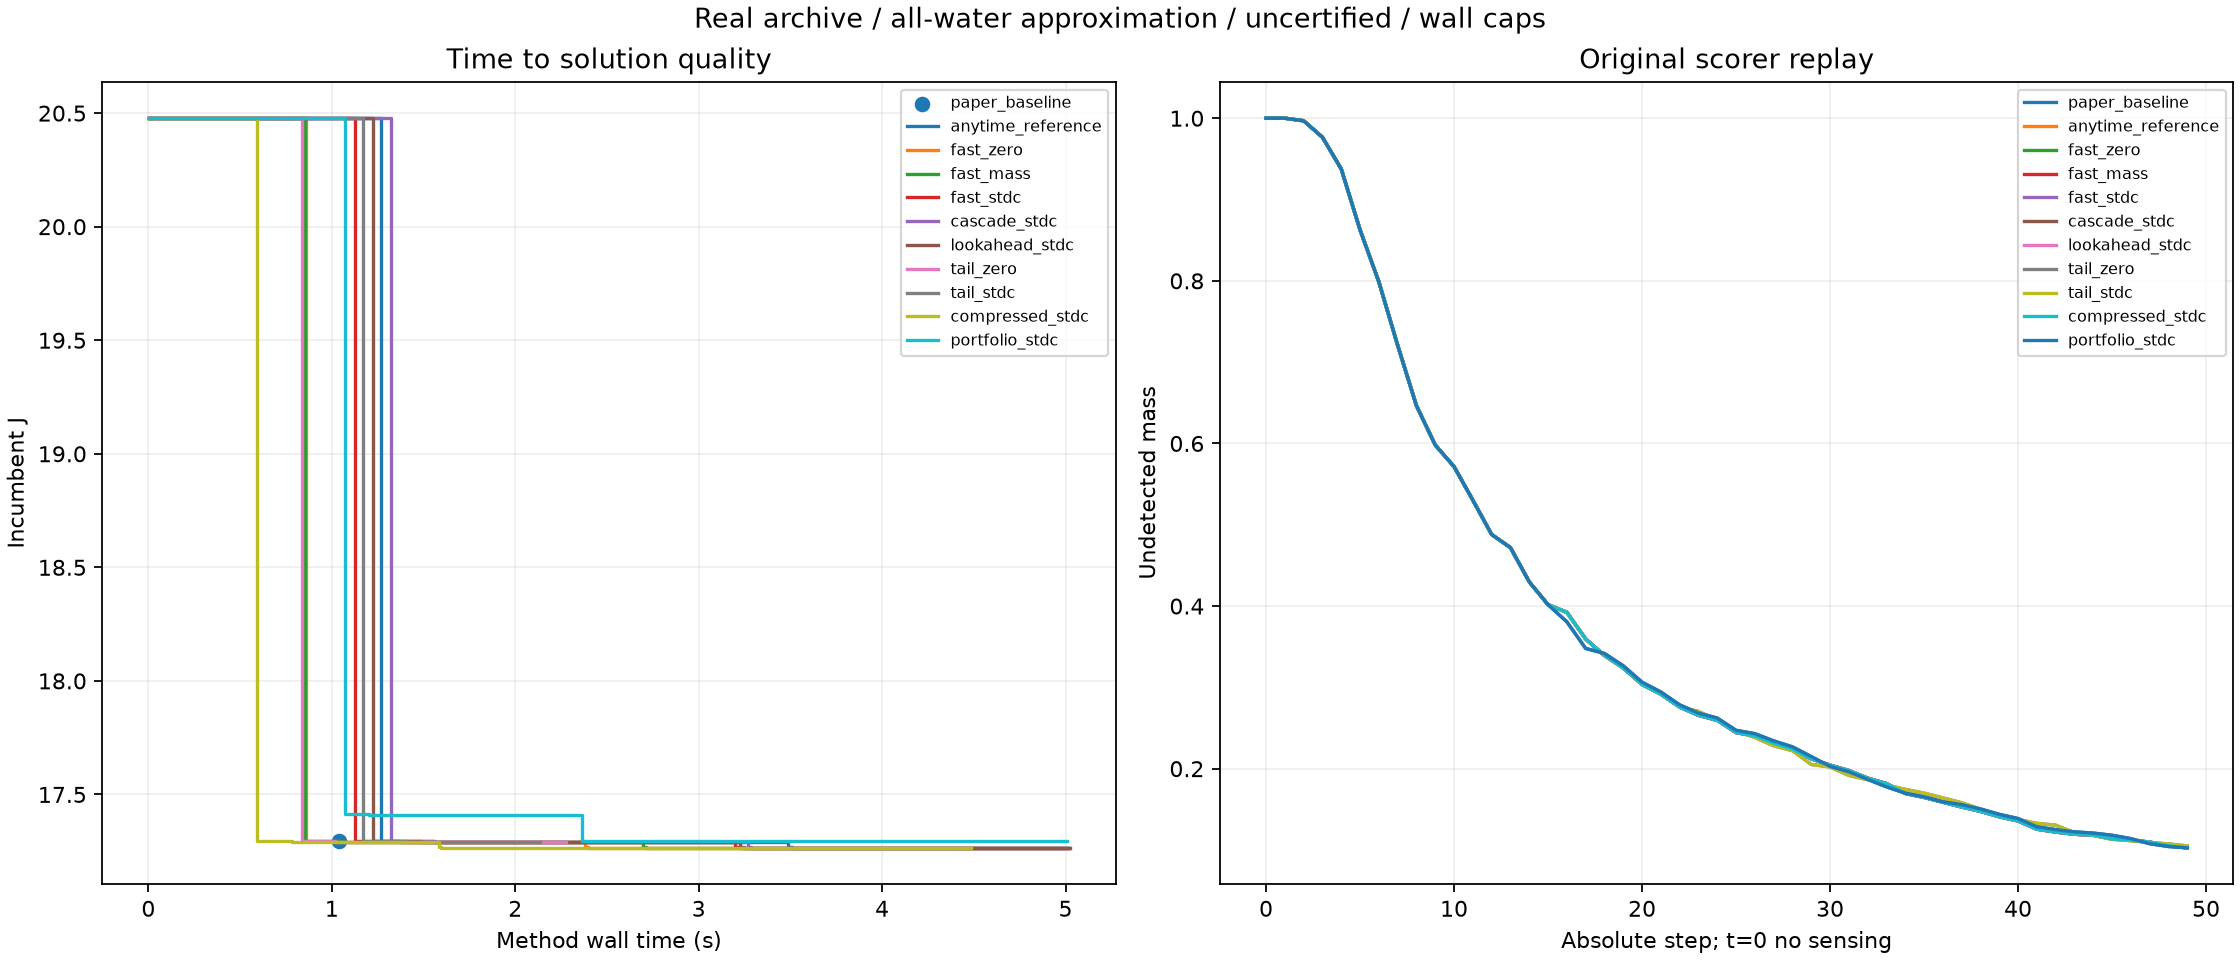 Real archive / all-water approximation / uncertified / wall caps
Time to solution quality
Incumbent J
20.5
20.0
19.5
19.0
18.5
18.0
17.5
0
1
2
3
4
5
Method wall time (s)
paper_baseline
anytime_reference
fast_zero
fast_mass
fast_stdc
cascade_stdc
lookahead_stdc
tail_zero
tail_stdc
compressed_stdc
portfolio_stdc
Original scorer replay
Undetected mass
1.0
0.8
0.6
0.4
0.2
0
10
20
30
40
50
Absolute step; t=0 no sensing
paper_baseline
anytime_reference
fast_zero
fast_mass
fast_stdc
cascade_stdc
lookahead_stdc
tail_zero
tail_stdc
compressed_stdc
portfolio_stdc